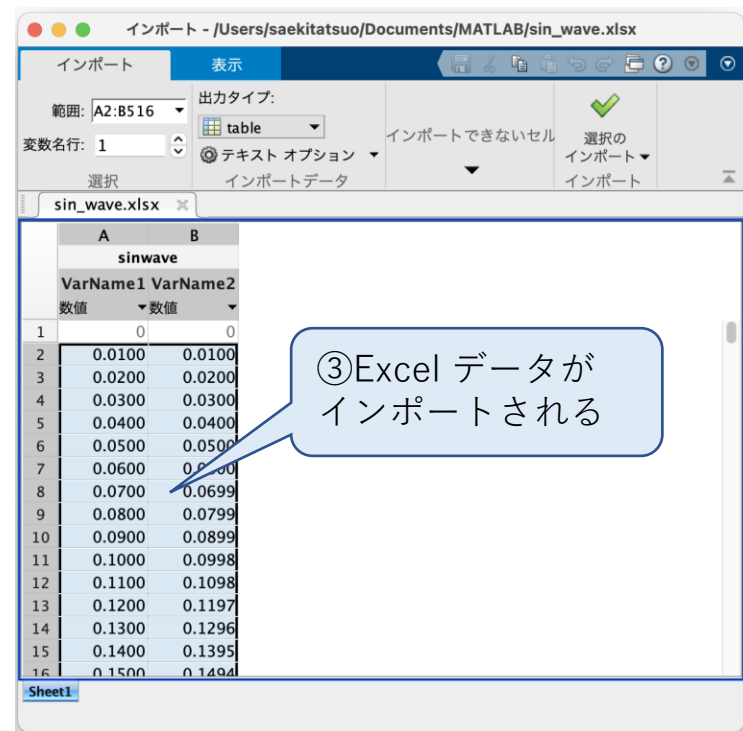 インポート - /Users/saekitatsuo/Documents/MATLAB/sin_wave.xlsx
インポート 表示
範囲: A2:B516
変数名行: 1
選択
出力タイプ:
table
テキスト オプション
インポートデータ
インポートできないセル
選択の
インポート
インポート
sin_wave.xlsx
A B
sinwave
VarName1 VarName2
数値 数値
1 0 0
2 0.0100 0.0100
3 0.0200 0.0200
4 0.0300 0.0300
5 0.0400 0.0400
6 0.0500 0.0500
7 0.0600
8 0.0700 0.0699
9 0.0800 0.0799
10 0.0900 0.0899
11 0.1000 0.0998
12 0.1100 0.1098
13 0.1200 0.1197
14 0.1300 0.1296
15 0.1400 0.1395
16 0.1500 0.1494
③Excel データが
インポートされる
Sheet1